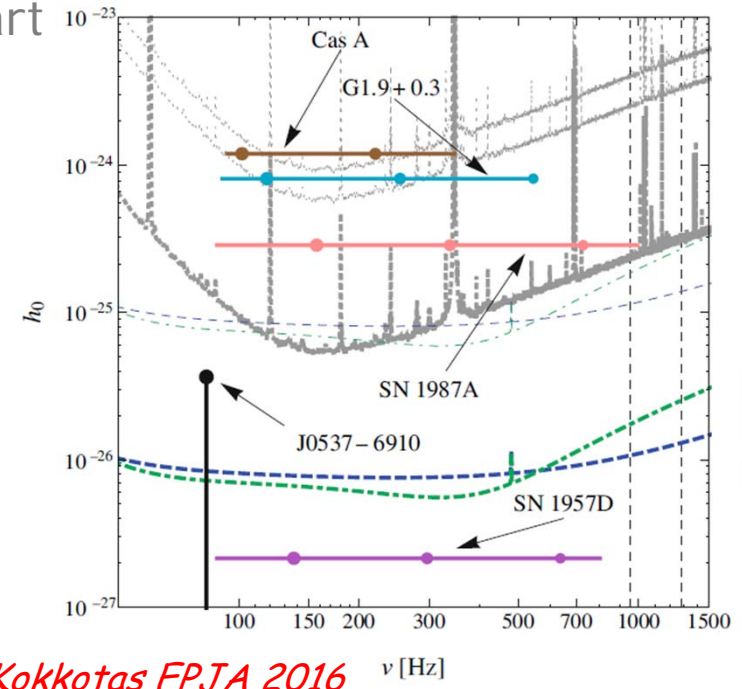 art
10 -23
Cas A
G1.9 + 0.3
10 -24
10 -25
h0
SN 1987A
J0537 – 6910
10 -26
SN 1957D
10 -27
100 150 200 300 500 700 1000 1500
Kokkotas FPJA 2016
ν [Hz]